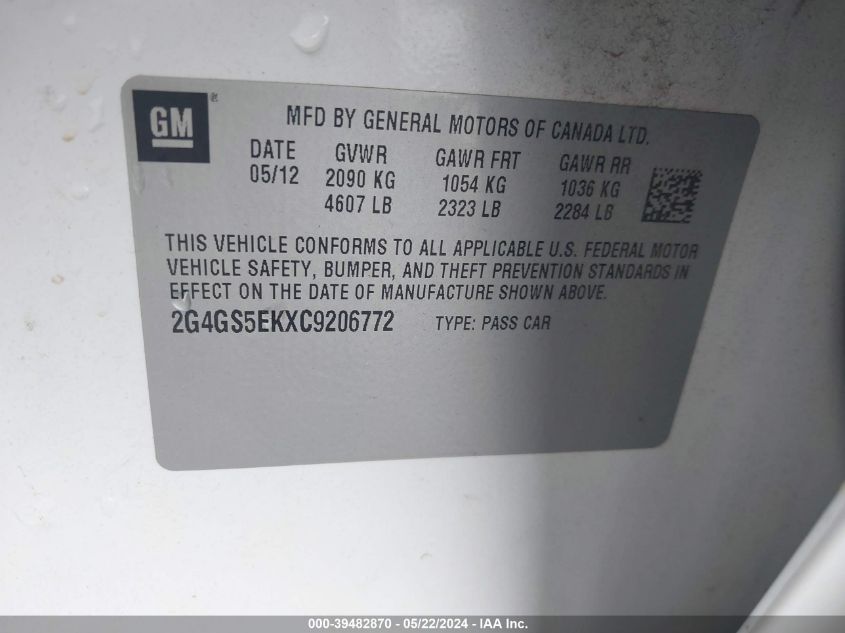 GM®
MFD BY GENERAL MOTORS OF CANADA LTD.
DATE GVWR GAWR FRT GAWR RR
05/12 2090 KG 1054 KG 1036 KG
4607 LB 2323 LB 2284 LB
THIS VEHICLE CONFORMS TO ALL APPLICABLE U.S. FEDERAL MOTOR
VEHICLE SAFETY, BUMPER, AND THEFT PREVENTION STANDARDS IN
EFFECT ON THE DATE OF MANUFACTURE SHOWN ABOVE.
2G4GS5EKXC9206772 TYPE: PASS CAR
000-39482870 - 05/22/2024 - IAA Inc.